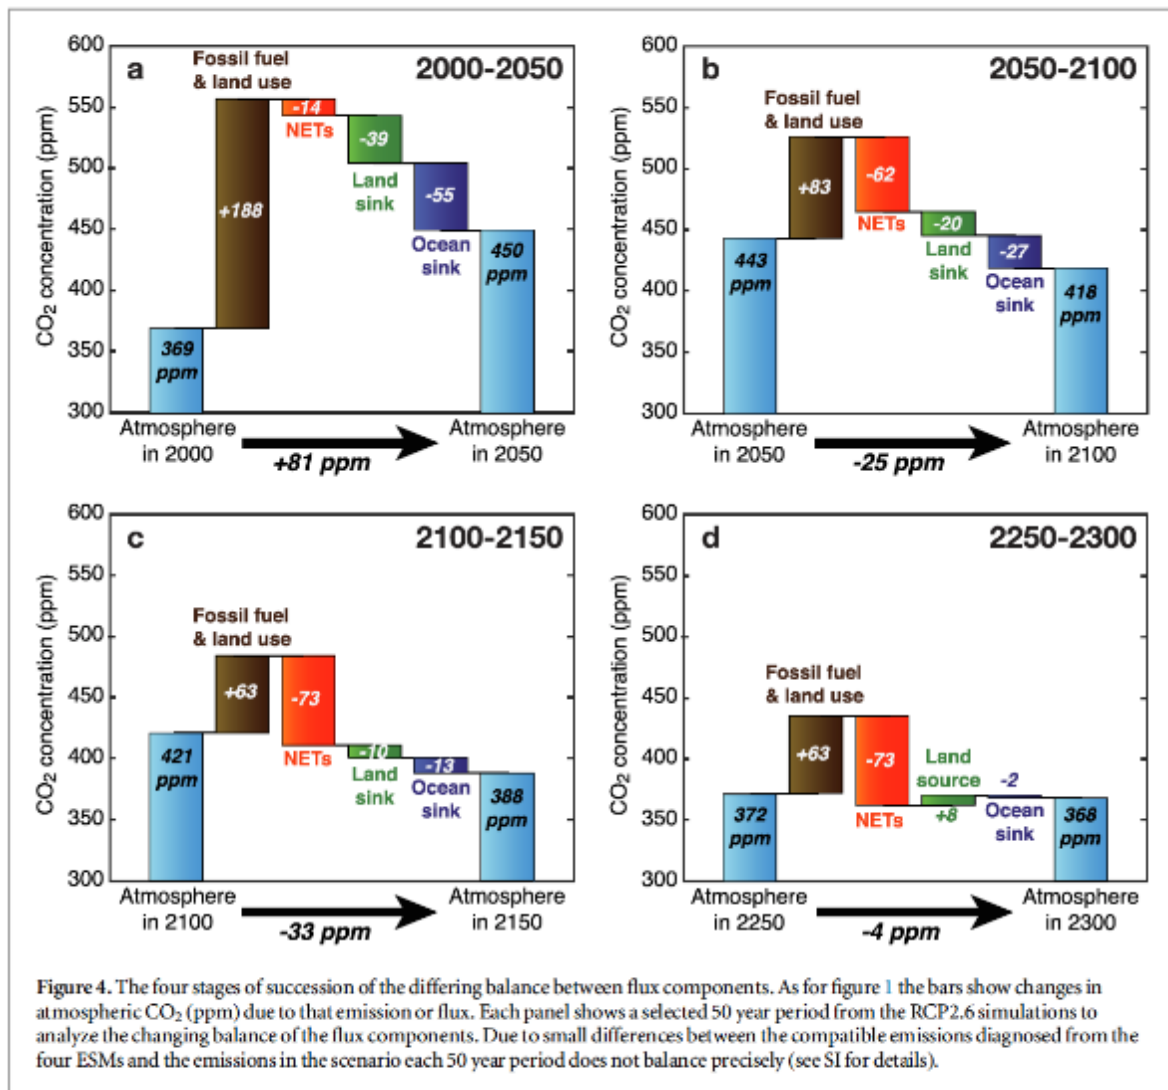 600
550
500
450
400
350
300
CO2 concentration (ppm)
a
2000-2050
Fossil fuel
& land use
+188
-14
NETs
-39
Land
sink
-55
Ocean
sink
369
ppm
450
ppm
Atmosphere
in 2000
Atmosphere
in 2050
+81 ppm
600
550
500
450
400
350
300
CO2 concentration (ppm)
b
2050-2100
Fossil fuel
& land use
+83
-62
NETs
-20
Land
sink
-27
Ocean
sink
443
ppm
418
ppm
Atmosphere
in 2050
Atmosphere
in 2100
-25 ppm
600
550
500
450
400
350
300
CO2 concentration (ppm)
c
2100-2150
Fossil fuel
& land use
+63
-73
NETs
-10
Land
sink
-13
Ocean
sink
421
ppm
388
ppm
Atmosphere
in 2100
Atmosphere
in 2150
-33 ppm
600
550
500
450
400
350
300
CO2 concentration (ppm)
d
2250-2300
Fossil fuel
& land use
+63
-73
NETs
Land
source
+8
-2
Ocean
sink
372
ppm
368
ppm
Atmosphere
in 2250
Atmosphere
in 2300
-4 ppm
Figure 4. The four stages of succession of the differing balance between flux components. As for figure 1 the bars show changes in
atmospheric CO2 (ppm) due to that emission or flux. Each panel shows a selected 50 year period from the RCP2.6 simulations to
analyze the changing balance of the flux components. Due to small differences between the compatible emissions diagnosed from the
four ESMs and the emissions in the scenario each 50 year period does not balance precisely (see SI for details).